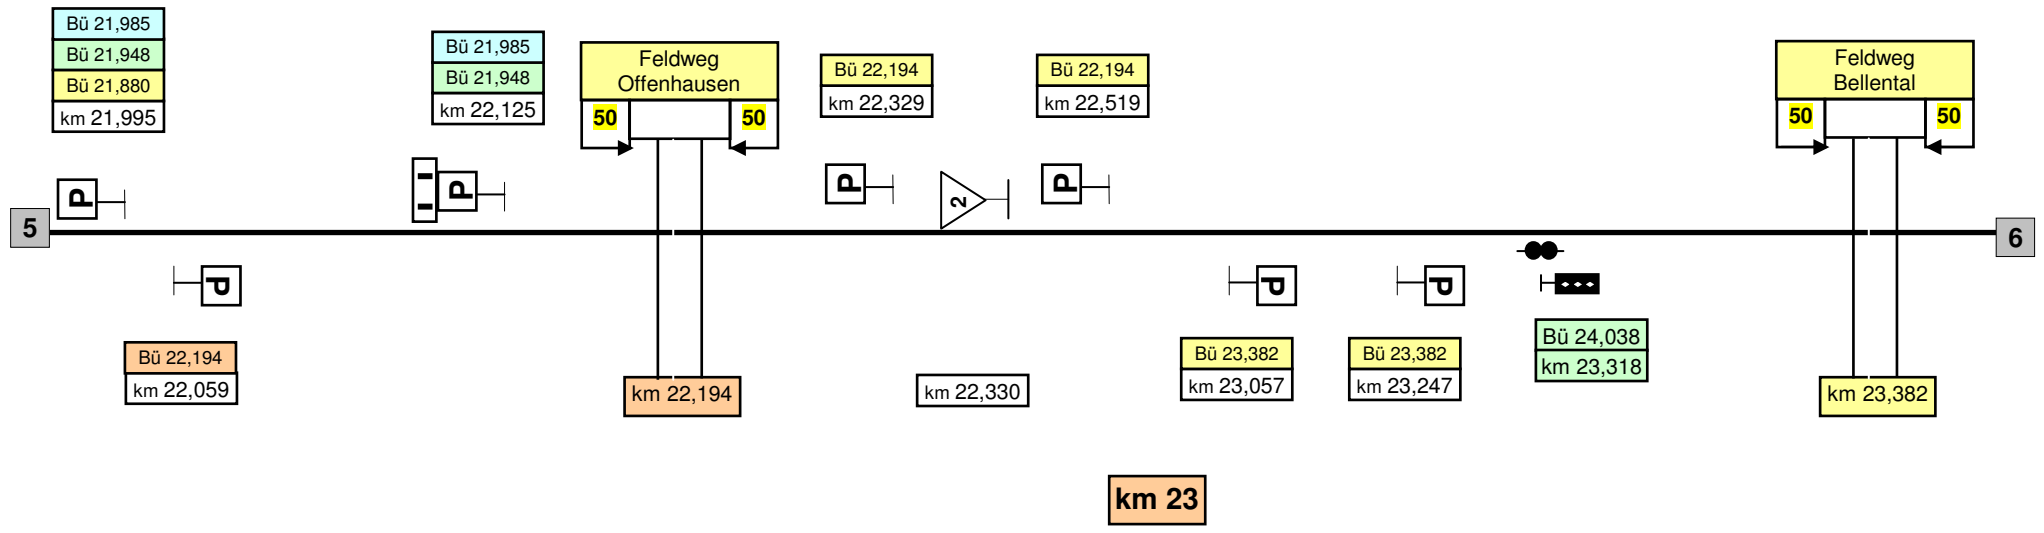 Bü 21,985
Bü 21,948
Bü 21,880
km 21,995
Bü 21,985
Bü 21,948
km 22,125
Feldweg
Offenhausen
50
50
Bü 22,194
km 22,329
Bü 22,194
km 22,519
Feldweg
Bellental
50
50
P
P
P
2
P
5
6
P
P
P
Bü 22,194
km 22,059
km 22,194
km 22,330
Bü 23,382
km 23,057
Bü 23,382
km 23,247
Bü 24,038
km 23,318
km 23,382
km 23